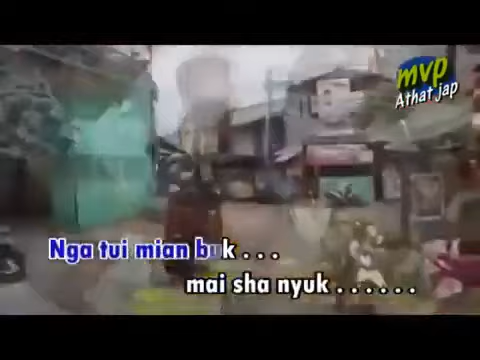 mvp
Athat jap
Nga tui mian buk . . .
mai sha nyuk . . . . . .